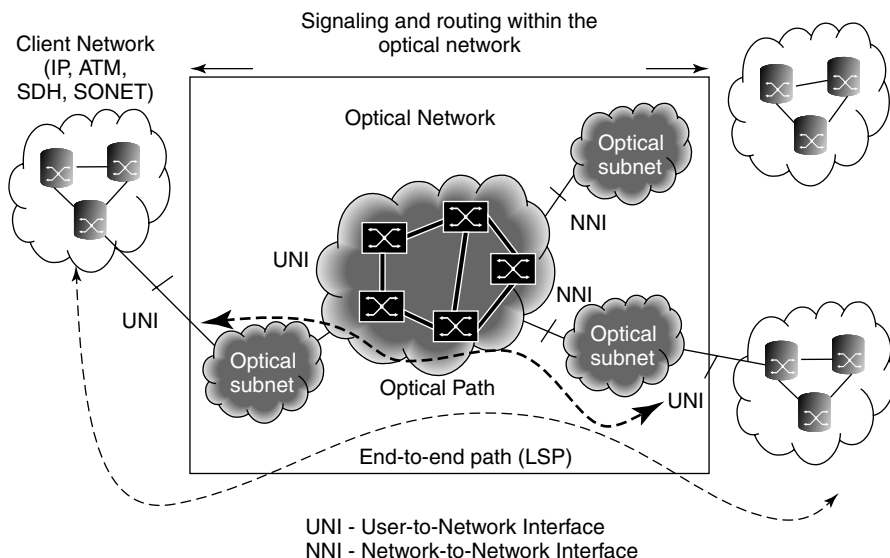 Signaling and routing within the
optical network
Client Network
(IP, ATM,
SDH, SONET)
Optical Network
Optical
subnet
NNI
UNI
NNI
UNI
Optical
subnet
Optical
subnet
Optical Path
UNI
End-to-end path (LSP)
UNI - User-to-Network Interface
NNI - Network-to-Network Interface